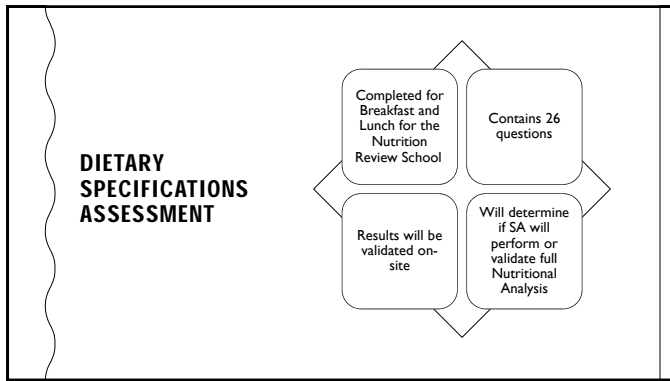 DIETARY
SPECIFICATIONS
ASSESSMENT
Completed for
Breakfast and
Lunch for the
Nutrition
Review School
Contains 26
questions
Results will be
validated on-
site
Will determine
if SA will
perform or
validate full
Nutritional
Analysis